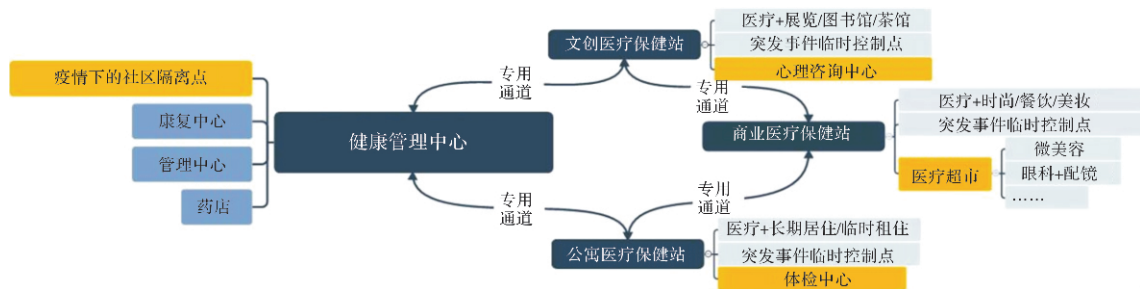 疫情下的社区隔离点
康复中心
管理中心
药店
健康管理中心
专用
通道
文创医疗保健站
医疗+展览/图书馆/茶馆
突发事件临时控制点
心理咨询中心
专用
通道
商业医疗保健站
医疗+时尚/餐饮/美妆
突发事件临时控制点
医疗超市
微美容
眼科+配镜
……
专用
通道
专用
通道
公寓医疗保健站
医疗+长期居住/临时租住
突发事件临时控制点
体检中心